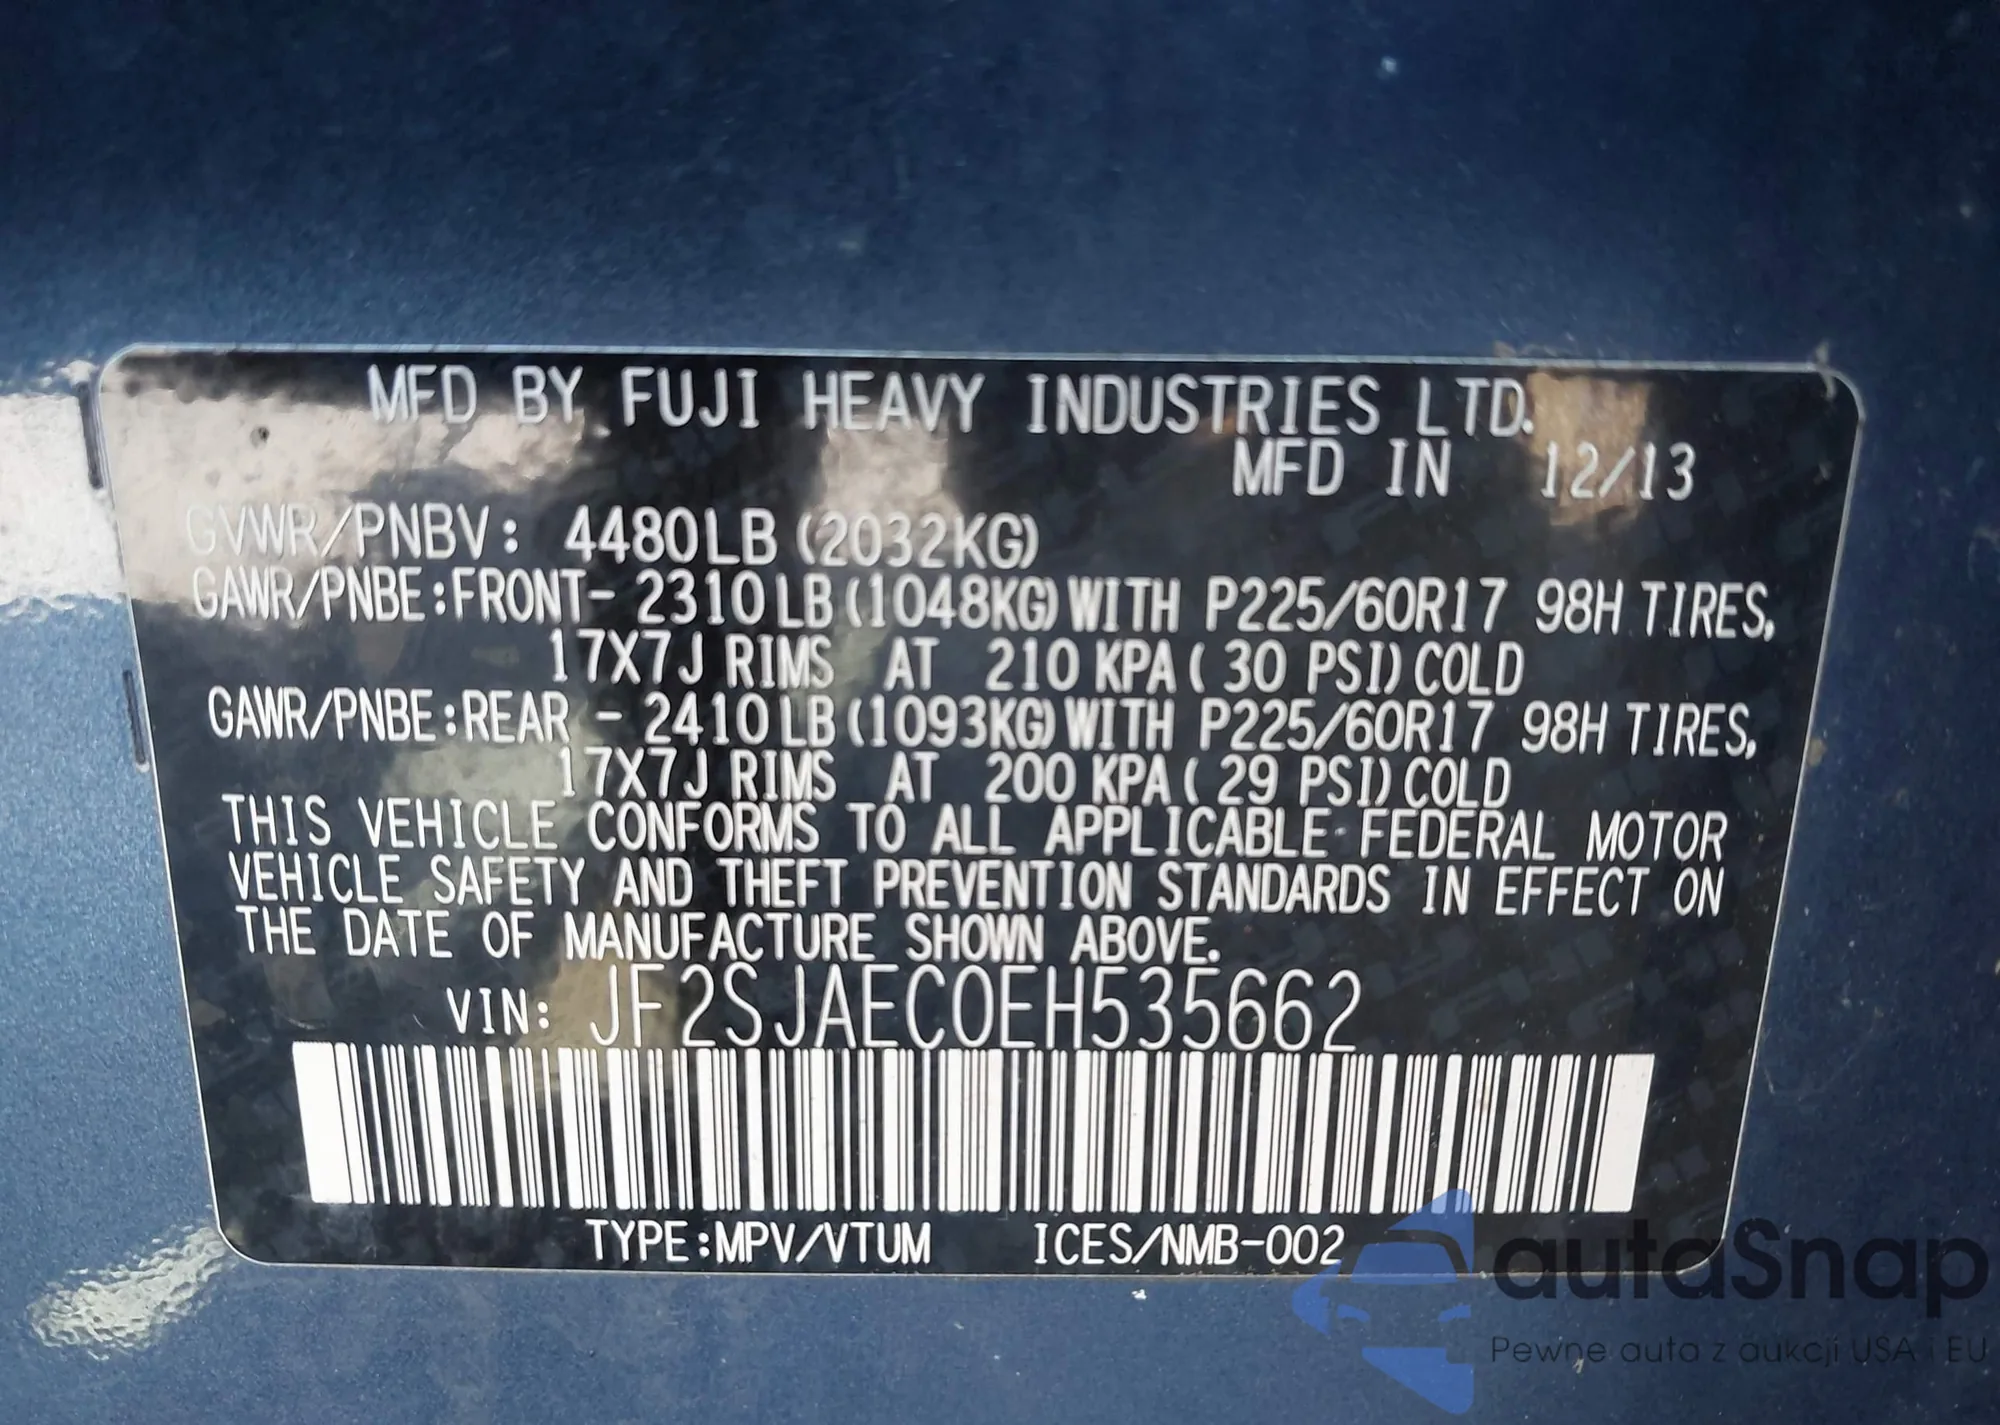 MFD BY FUJI HEAVY INDUSTRIES LTD.
MFD IN 12/13
GVWR/PNBV: 4480LB (2032KG)
GAWR/PNBE:FRONT- 2310LB (1048KG) WITH P225/60R17 98H TIRES,
17X7J RIMS AT 210 KPA ( 30 PSI) COLD
GAWR/PNBE:REAR - 2410LB (1093KG) WITH P225/60R17 98H TIRES,
17X7J RIMS AT 200 KPA ( 29 PSI) COLD
THIS VEHICLE CONFORMS TO ALL APPLICABLE FEDERAL MOTOR
VEHICLE SAFETY AND THEFT PREVENTION STANDARDS IN EFFECT ON
THE DATE OF MANUFACTURE SHOWN ABOVE.
VIN: JF2SJAEC0EH535662
TYPE:MPV/VTUM ICES/NMB-002
autaSnap
Pewne auta z aukcji USA i EU